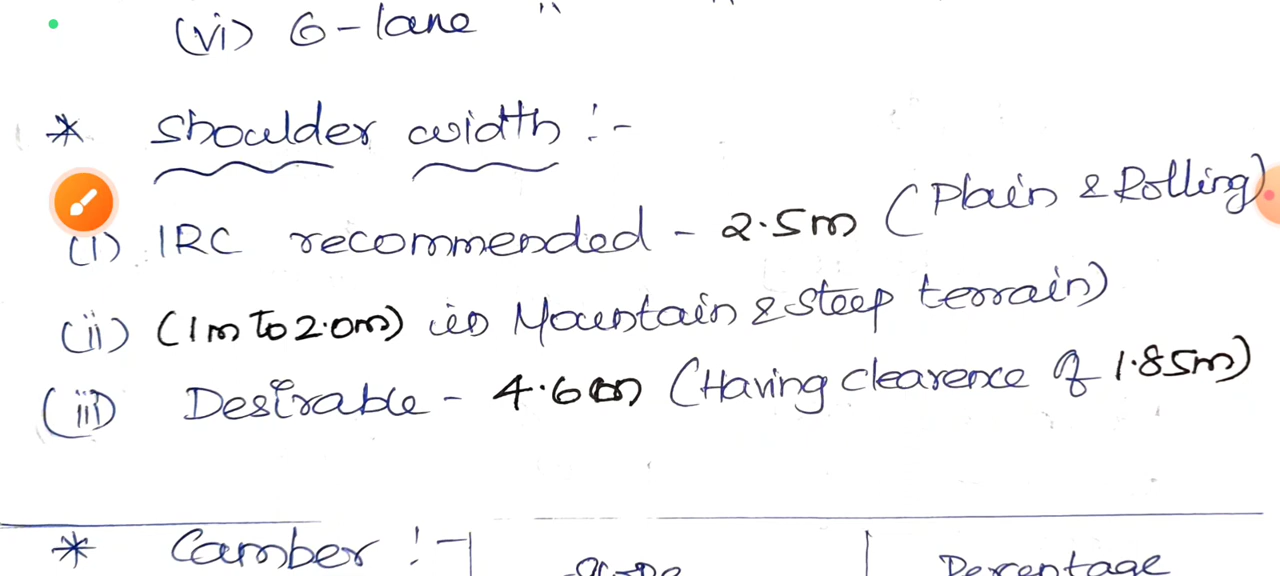 (vi) 6-lane " "
* Shoulder width :-
(i) IRC recommended - 2.5m (Plain & Rolling)
(ii) (1m To 2.0m) in Mountain & steep terrain)
(iii) Desirable - 4.6m (Having clearence of 1.85m)
* Camber :- Percentage